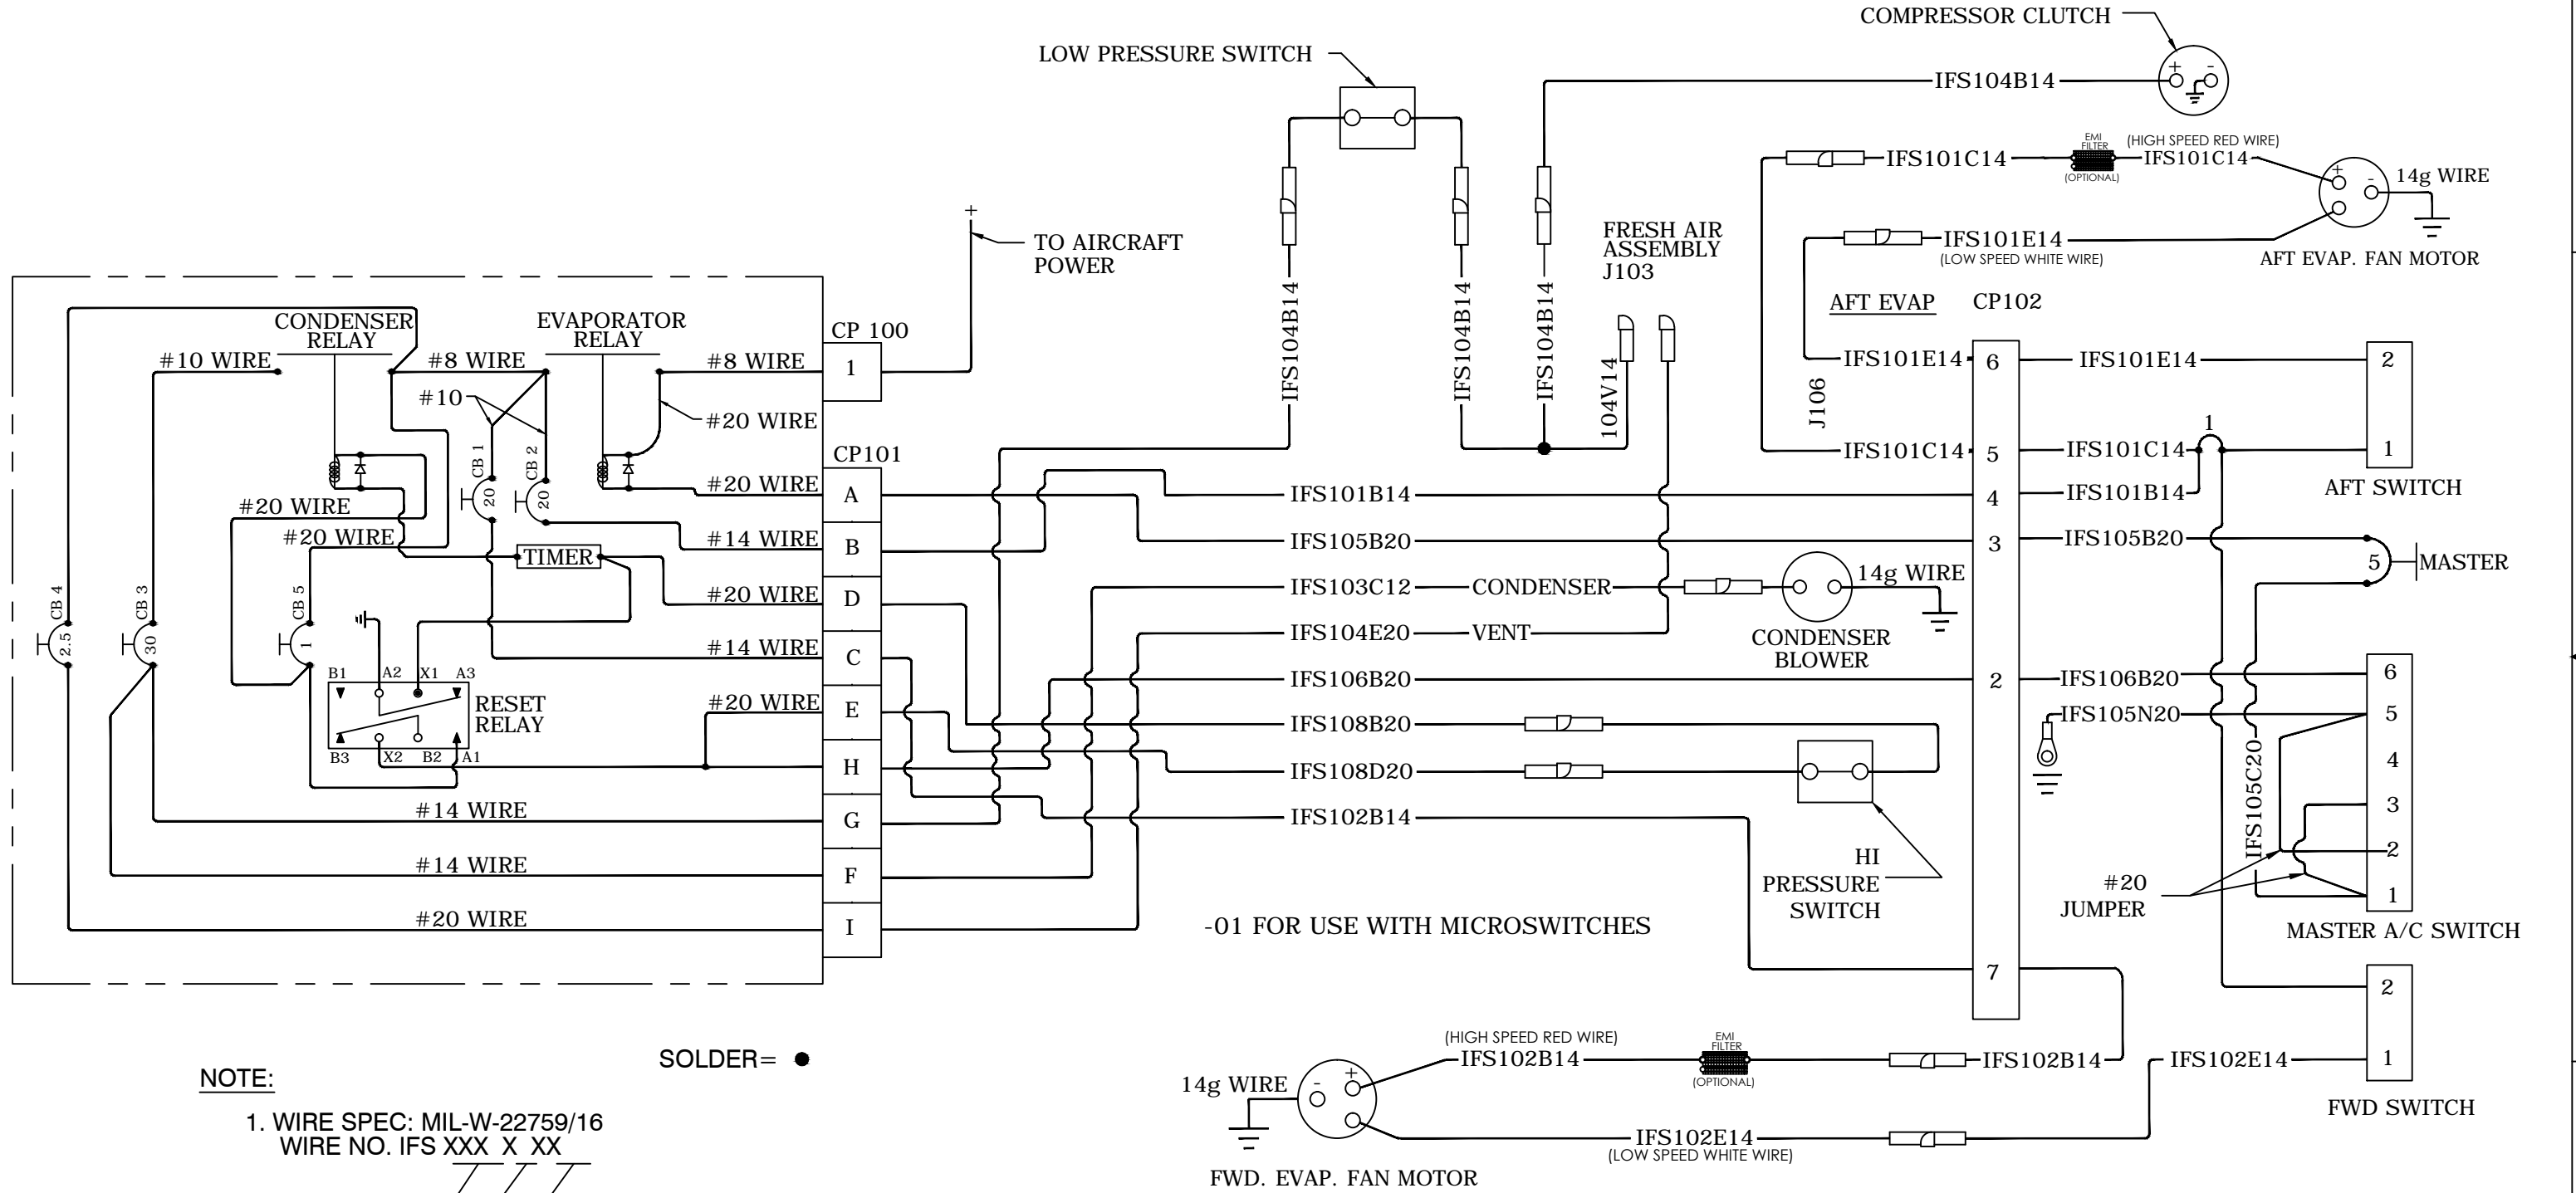 COMPRESSOR CLUTCH
LOW PRESSURE SWITCH
IFS104B14
+
-
EMI
FILTER
(OPTIONAL)
(HIGH SPEED RED WIRE)
IFS101C14
IFS101C14
+
-
14g WIRE
IFS101E14
(LOW SPEED WHITE WIRE)
AFT EVAP. FAN MOTOR
+
TO AIRCRAFT
POWER
FRESH AIR
ASSEMBLY
J103
AFT EVAP
CP102
IFS104B14
IFS104B14
IFS104B14
104V14
J106
CONDENSER
RELAY
EVAPORATOR
RELAY
CP 100
#10 WIRE
#8 WIRE
#8 WIRE
1
#10
#20 WIRE
IFS101E14
6
IFS101E14
2
1
IFS101C14
5
IFS101C14
1
AFT SWITCH
CB 1
20
CB 2
20
CP101
#20 WIRE
A
IFS101B14
4
IFS101B14
#20 WIRE
#20 WIRE
#14 WIRE
B
IFS105B20
3
IFS105B20
5
MASTER
TIMER
CB 4
2.5
CB 3
30
CB 5
1
#20 WIRE
D
IFS103C12
CONDENSER
14g WIRE
CONDENSER
BLOWER
IFS104E20
VENT
#14 WIRE
C
IFS106B20
2
IFS106B20
6
B1
A2
X1
A3
RESET
RELAY
B3
X2
B2
A1
#20 WIRE
E
IFS108B20
IFS105N20
5
H
IFS108D20
4
IFS105C20
#14 WIRE
G
IFS102B14
3
2
1
#14 WIRE
F
HI
PRESSURE
SWITCH
#20
JUMPER
#20 WIRE
I
-01 FOR USE WITH MICROSWITCHES
MASTER A/C SWITCH
7
2
1
FWD SWITCH
SOLDER=
(HIGH SPEED RED WIRE)
IFS102B14
EMI
FILTER
(OPTIONAL)
IFS102B14
IFS102E14
14g WIRE
-
+
IFS102E14
(LOW SPEED WHITE WIRE)
FWD. EVAP. FAN MOTOR
NOTE:
1. WIRE SPEC: MIL-W-22759/16
WIRE NO. IFS XXX X XX